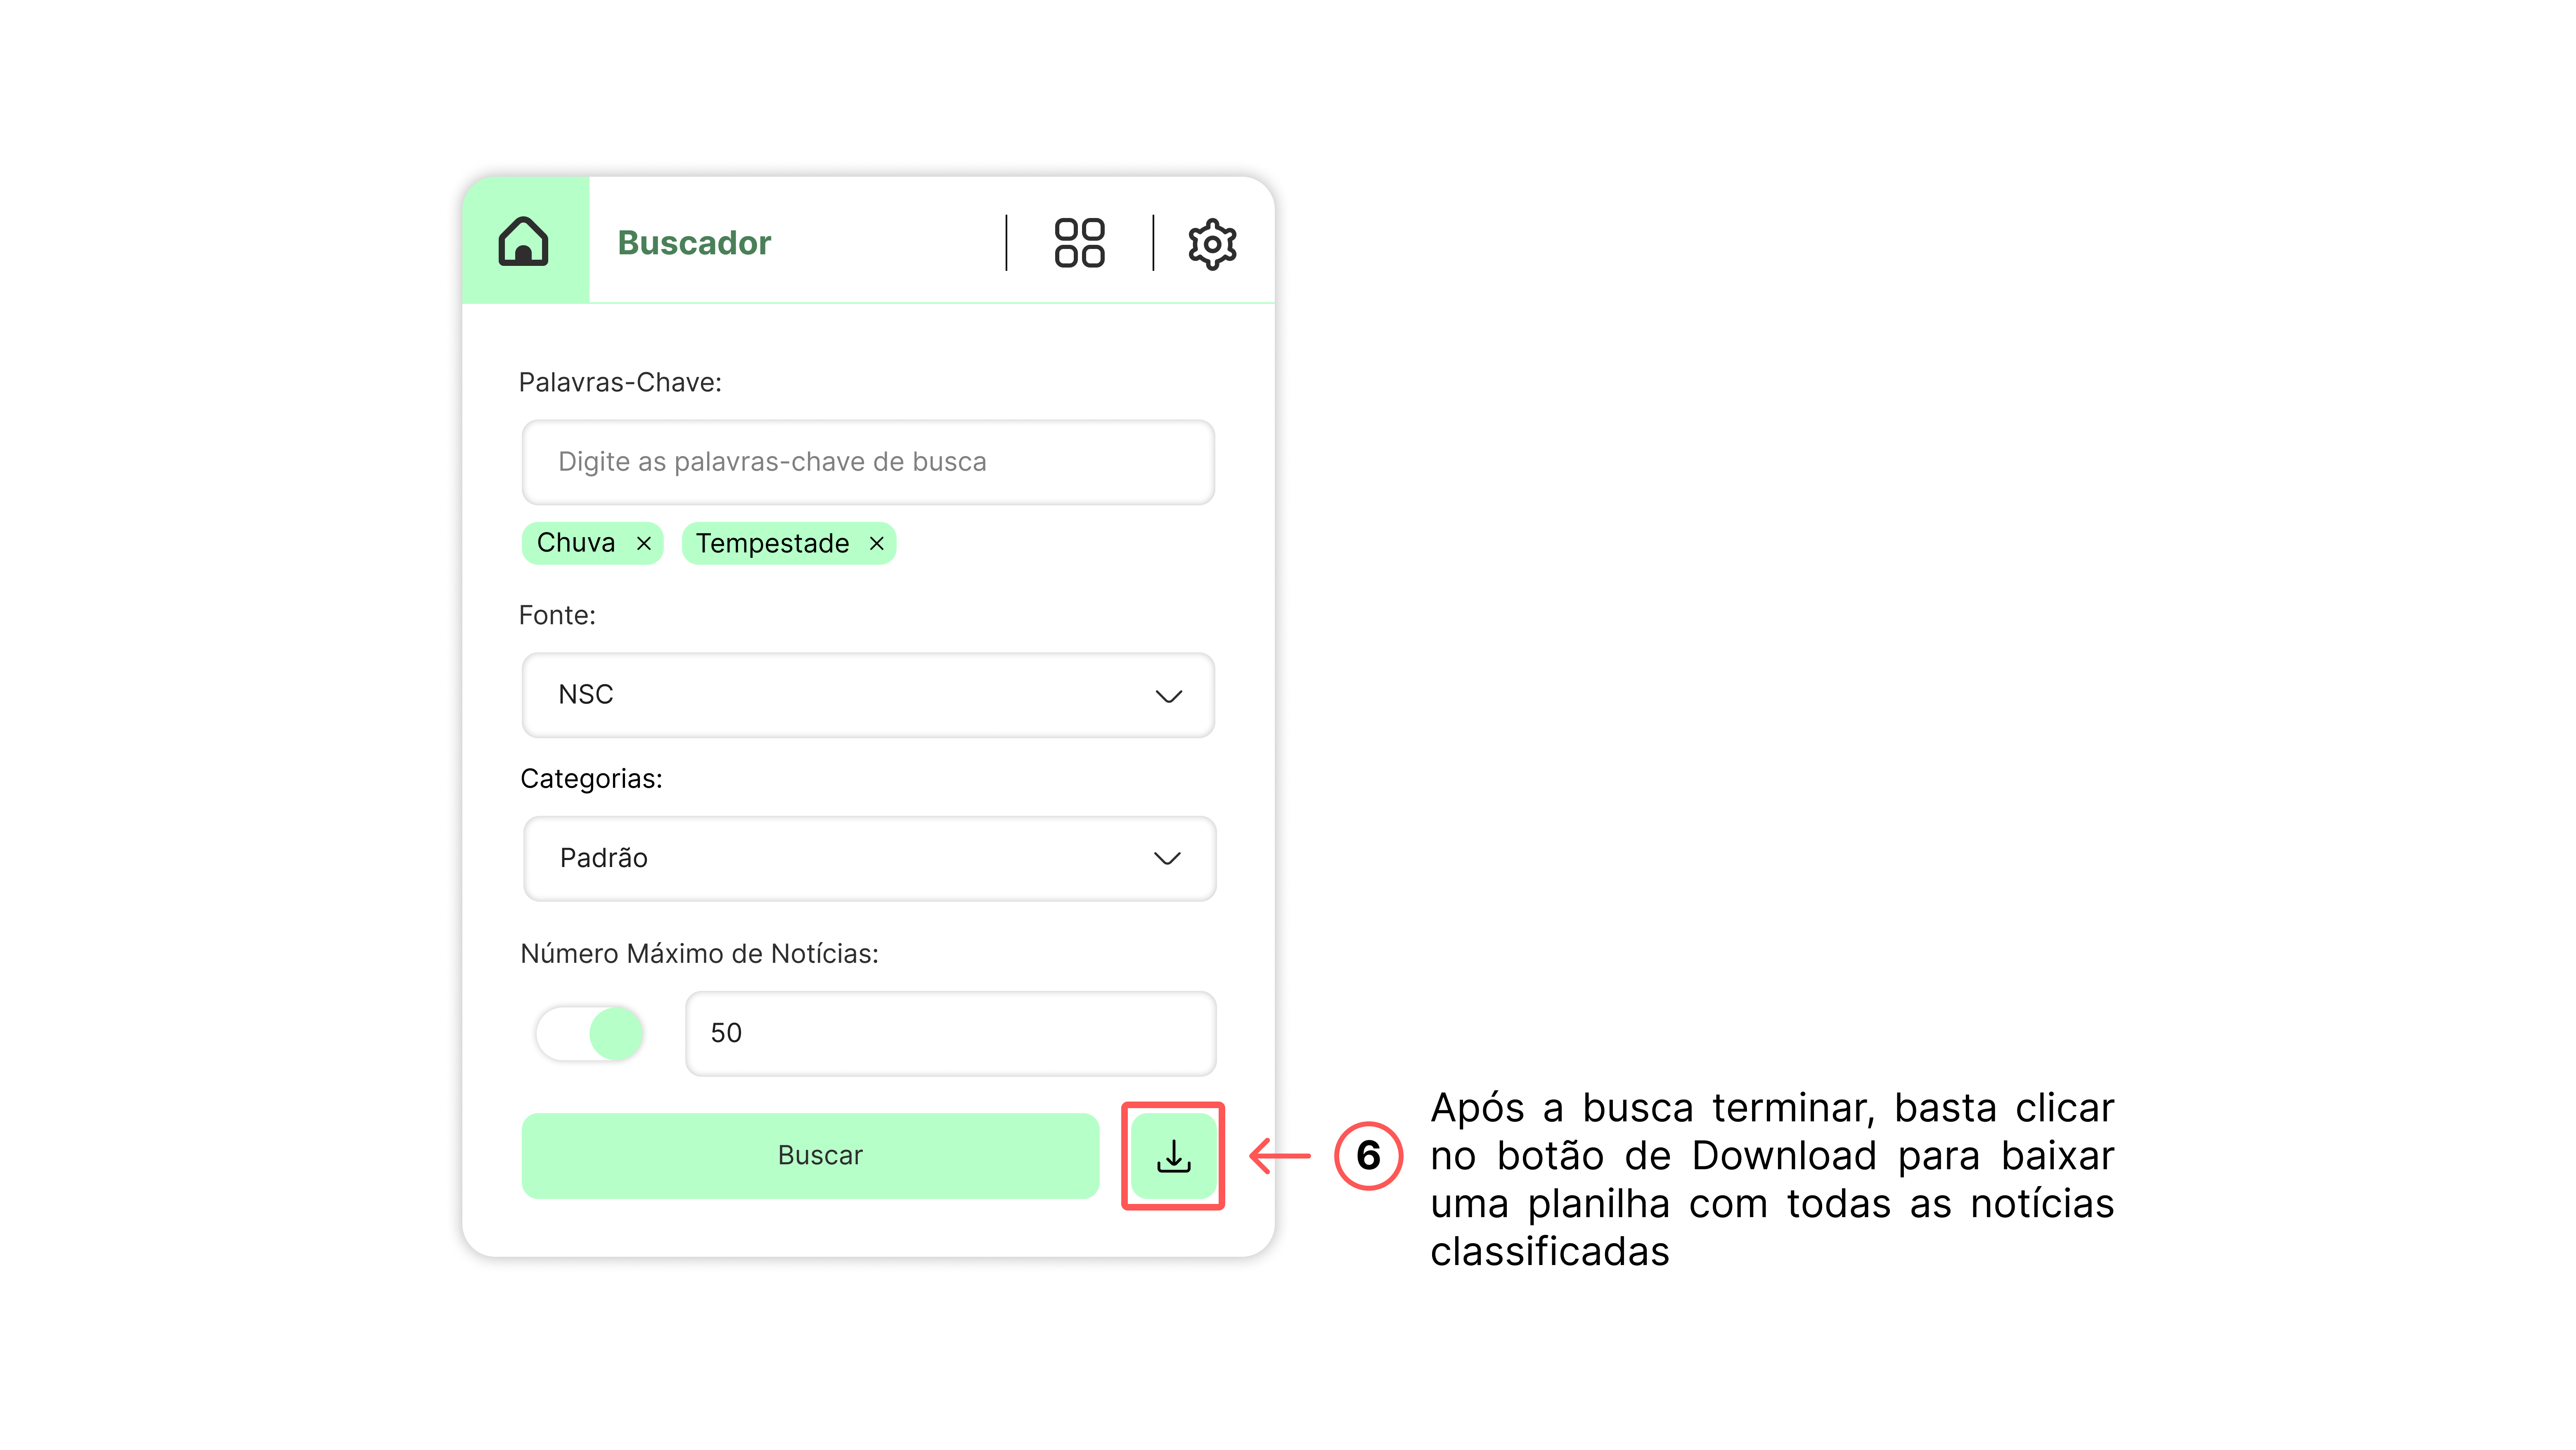 Buscador
Palavras-Chave:
Digite as palavras-chave de busca
Chuva
Tempestade
Fonte:
NSC
Categorias:
Padrão
Número Máximo de Notícias:
50
Buscar
6
Após a busca terminar, basta clicar
no botão de Download para baixar
uma planilha com todas as notícias
classificadas